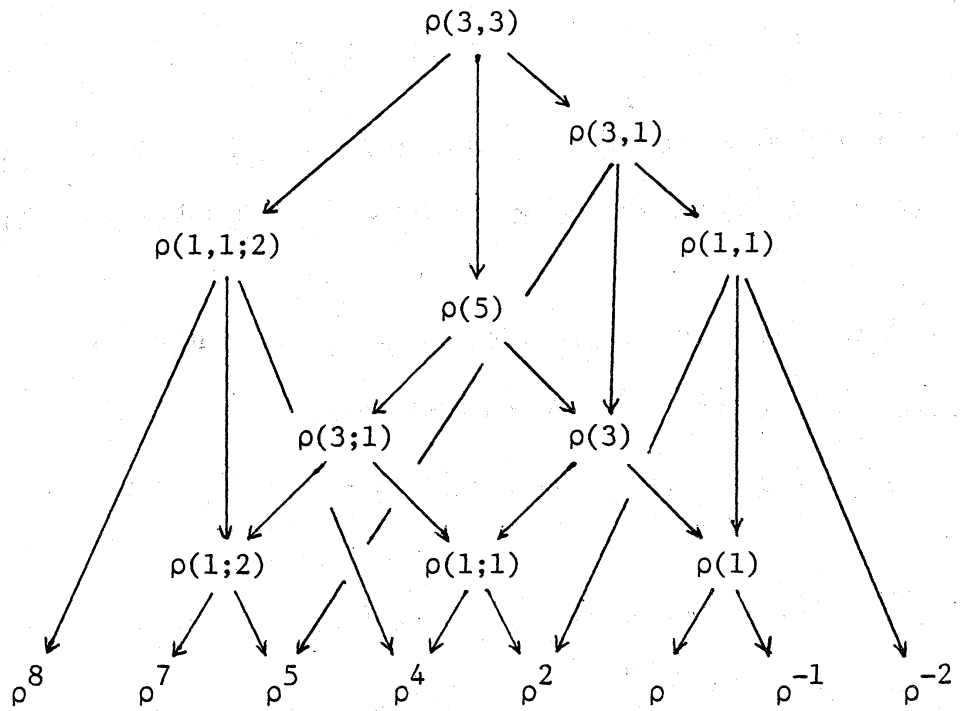 ρ(3,3)
ρ(3,1)
ρ(1,1;2) ρ(1,1)
ρ(5)
ρ(3;1) ρ(3)
ρ(1;2) ρ(1;1) ρ(1)
ρ⁸ ρ⁷ ρ⁵ ρ⁴ ρ² ρ ρ⁻¹ ρ⁻²